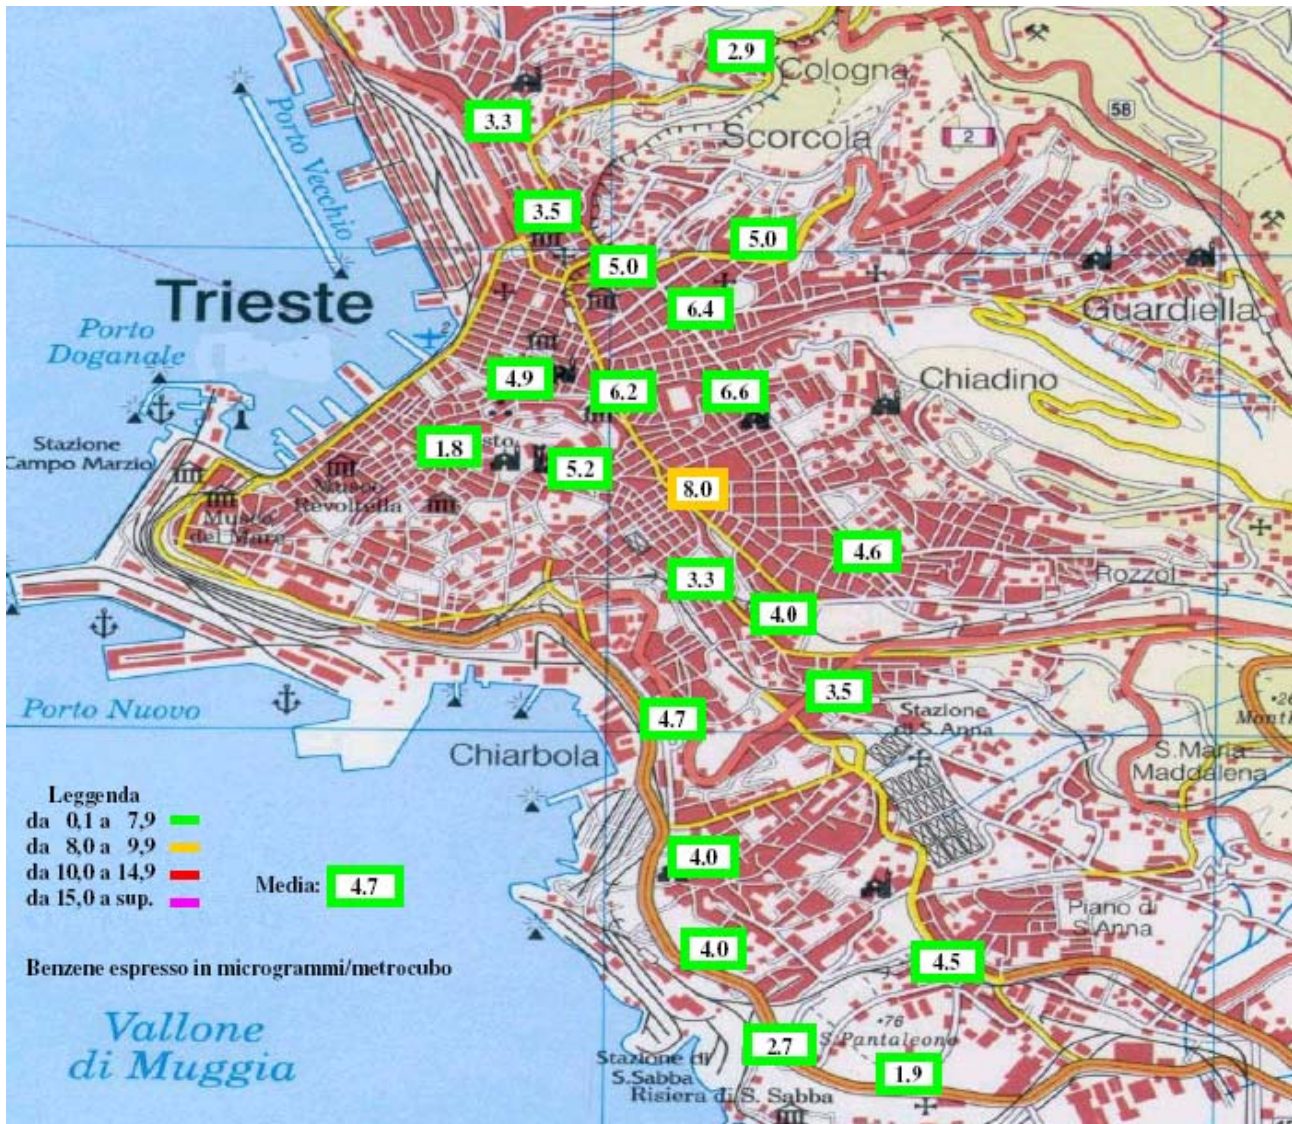 2.9
Cologna
3.3
58
Scorcola
2
Porto Vecchio
3.5
5.0
5.0
Trieste
6.4
Guardiella
2
Porto
Doganale
4.9
6.2
6.6
Chiadino
Stazione
Campo Marzio
1.8
5.2
8.0
Museo
Revoltella
Museo
del Mare
4.6
3.3
Rozzol
4.0
3.5
Porto Nuovo
4.7
Stazione
di S.Anna
Chiarbola
S.Maria
Maddalena
Leggenda
da 0,1 a 7,9
da 8,0 a 9,9
da 10,0 a 14,9
da 15,0 a sup.
Media:
4.7
4.0
Piano di
S.Anna
4.0
4.5
Benzene espresso in microgrammi/metrocubo
Vallone
di Muggia
•76
S.Pantaleone
2.7
1.9
Stazione di
S.Sabba
Risiera di S. Sabba